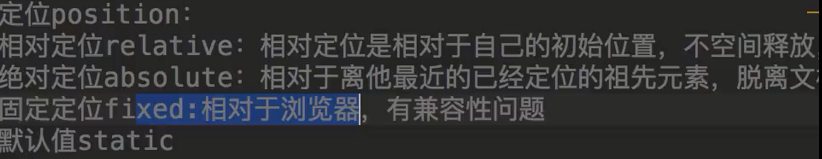 定位position：
相对定位relative：相对定位是相对于自己的初始位置，不空间释放
绝对定位absolute：相对于离他最近的已经定位的祖先元素，脱离文
固定定位fixed:相对于浏览器，有兼容性问题
默认值static